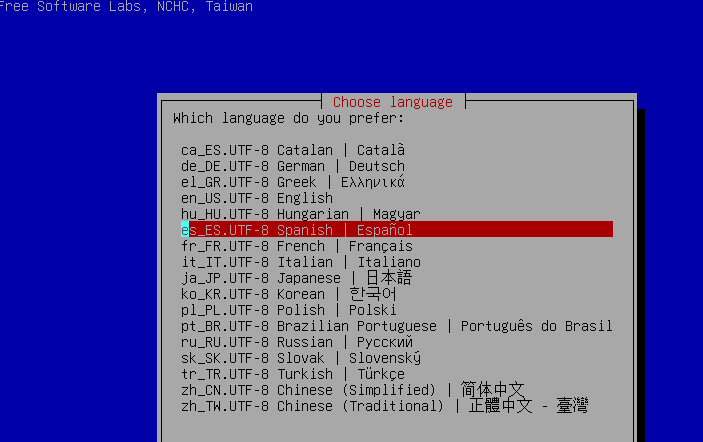 Free Software Labs, NCHC, Taiwan
Choose language
Which language do you prefer:
ca_ES.UTF-8 Catalan | Català
de_DE.UTF-8 German | Deutsch
el_GR.UTF-8 Greek | Ελληνικά
en_US.UTF-8 English
hu_HU.UTF-8 Hungarian | Magyar
es_ES.UTF-8 Spanish | Español
fr_FR.UTF-8 French | Français
it_IT.UTF-8 Italian | Italiano
ja_JP.UTF-8 Japanese | 日本語
ko_KR.UTF-8 Korean | 한국어
pl_PL.UTF-8 Polish | Polski
pt_BR.UTF-8 Brazilian Portuguese | Português do Brasil
ru_RU.UTF-8 Russian | Русский
sk_SK.UTF-8 Slovak | Slovenský
tr_TR.UTF-8 Turkish | Türkçe
zh_CN.UTF-8 Chinese (Simplified) | 简体中文
zh_TW.UTF-8 Chinese (Traditional) | 正體中文 - 臺灣